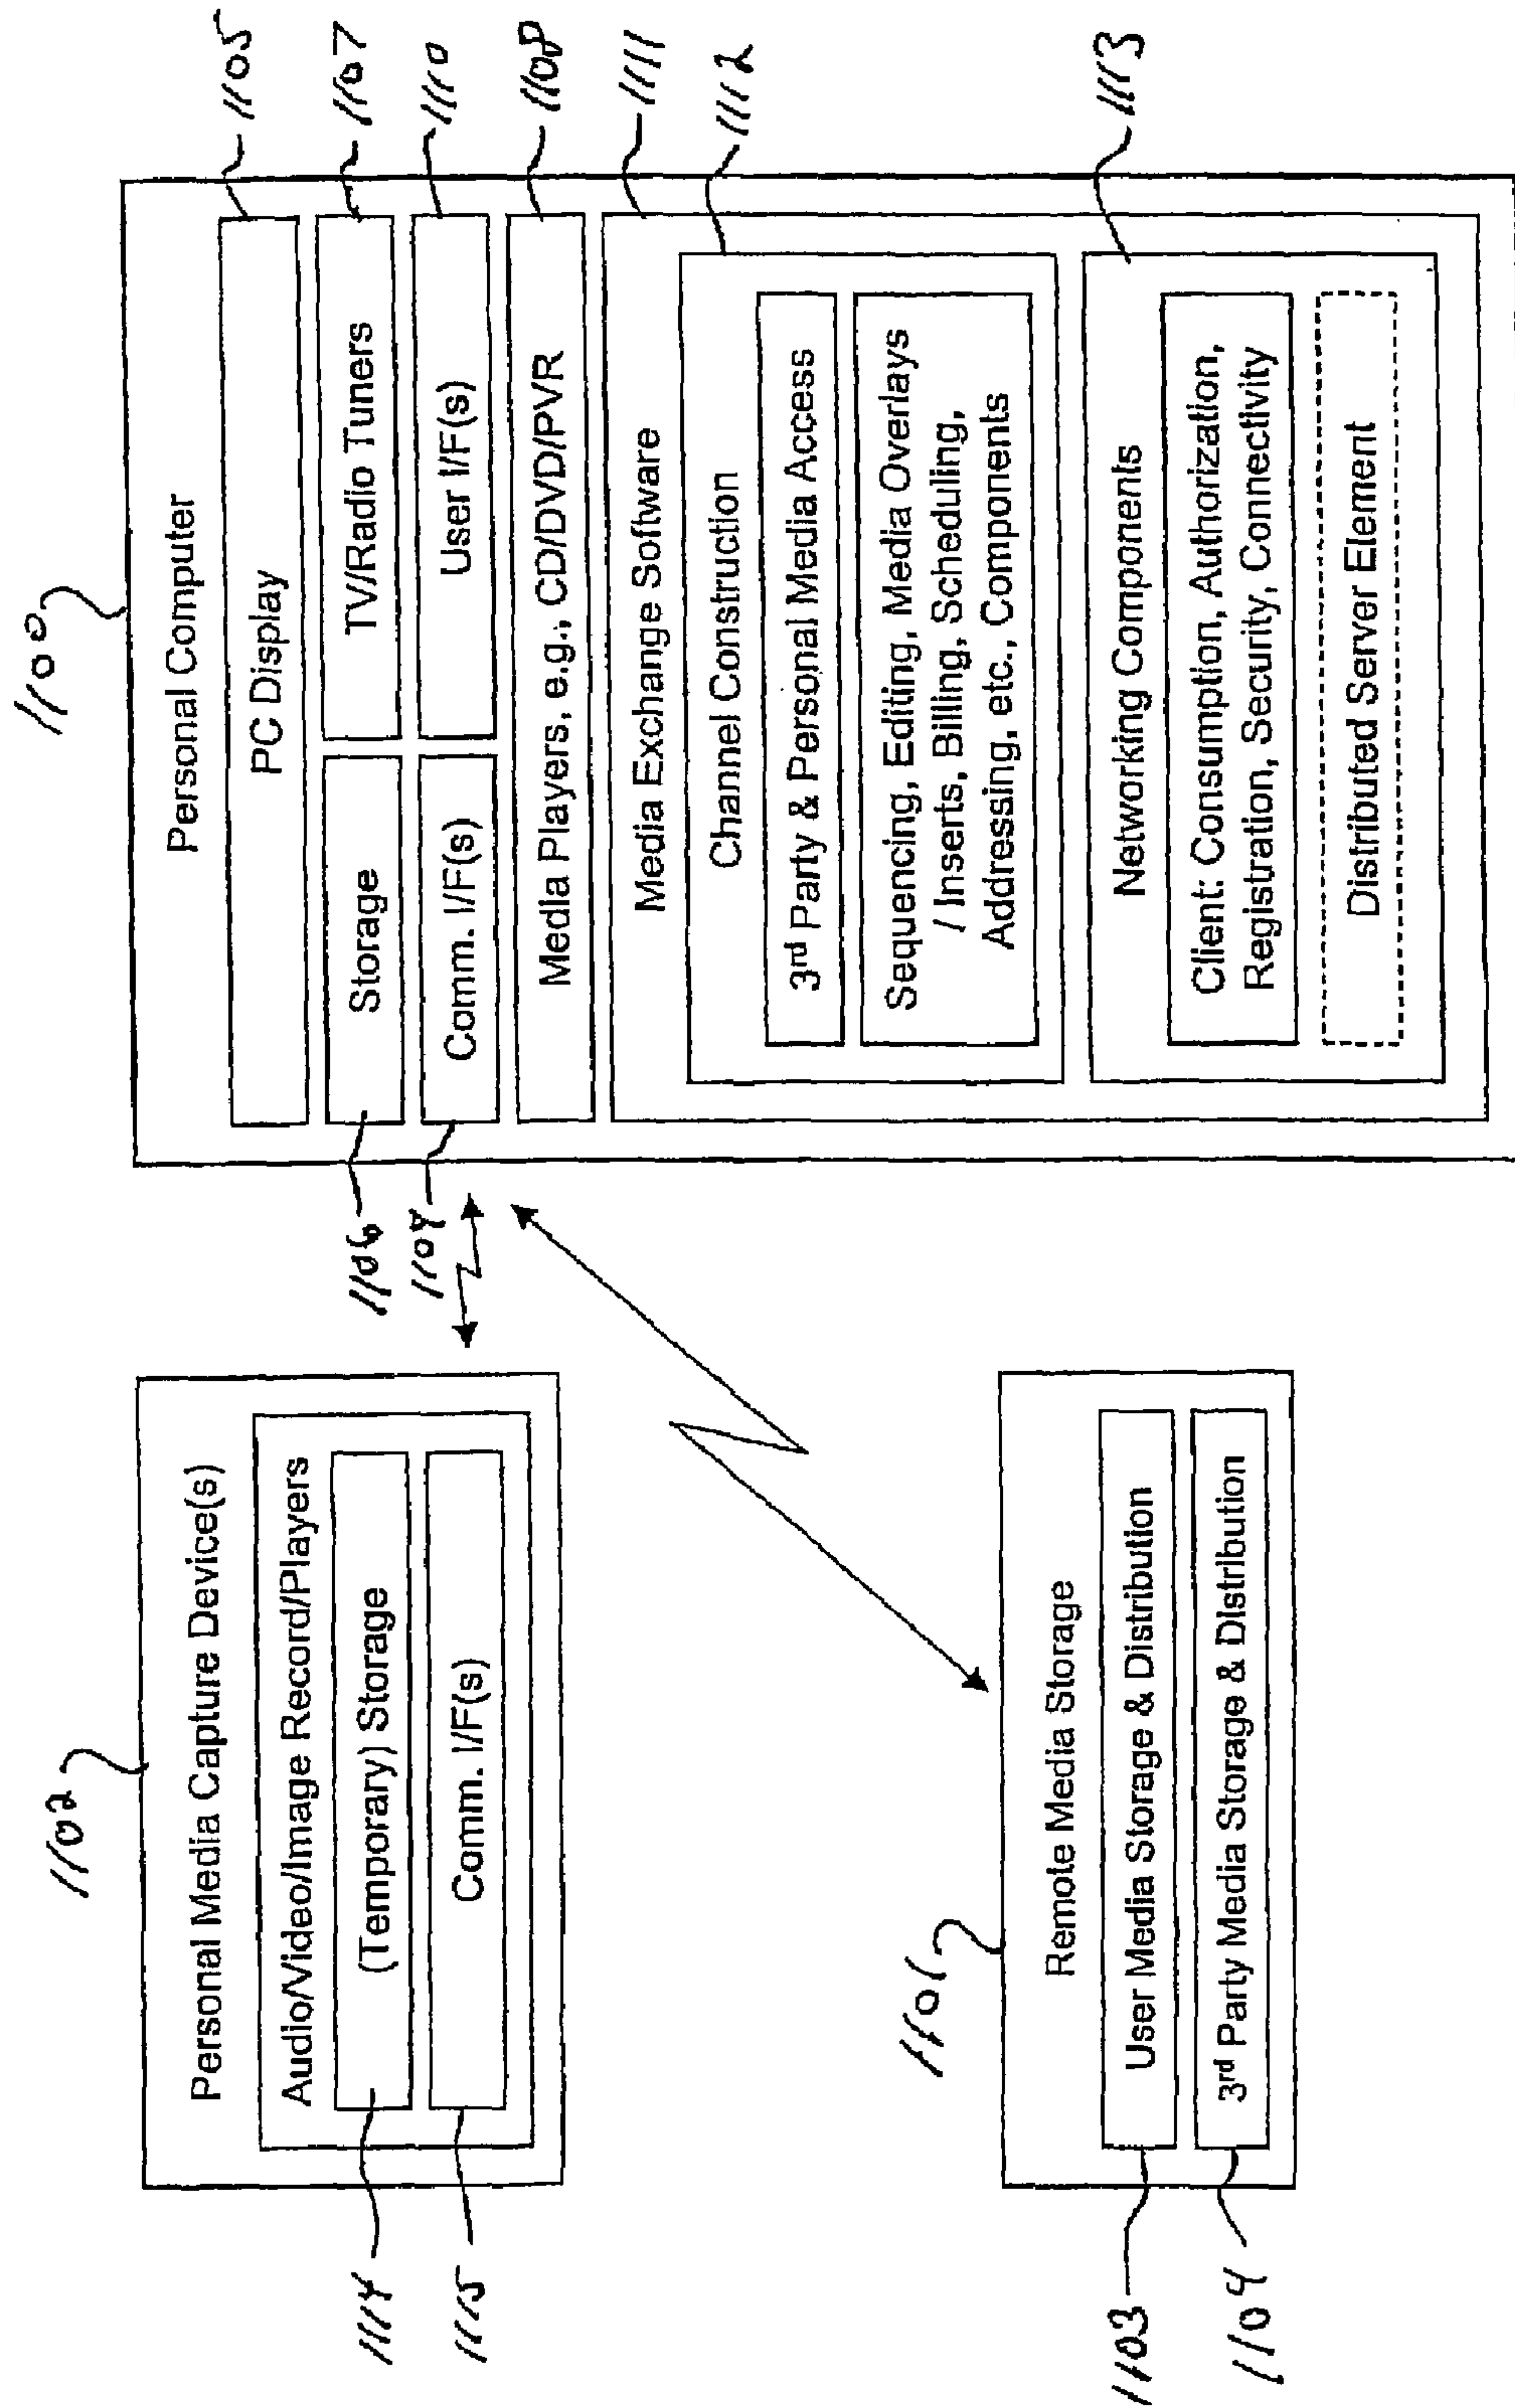 1102
Personal Media Capture Device(s)
Audio/Video/Image Record/Players
(Temporary) Storage
1114
Comm. I/F(s)
1115
1101
Remote Media Storage
User Media Storage & Distribution
1103
3rd Party Media Storage & Distribution
1104
1100
Personal Computer
PC Display
1105
1106
Storage
TV/Radio Tuners
1107
1109
Comm. I/F(s)
User I/F(s)
1110
Media Players, e.g., CD/DVD/PVR
1108
Media Exchange Software
1111
Channel Construction
1112
3rd Party & Personal Media Access
Sequencing, Editing, Media Overlays
/ Inserts, Billing, Scheduling,
Addressing, etc., Components
Networking Components
1113
Client: Consumption, Authorization,
Registration, Security, Connectivity
Distributed Server Element